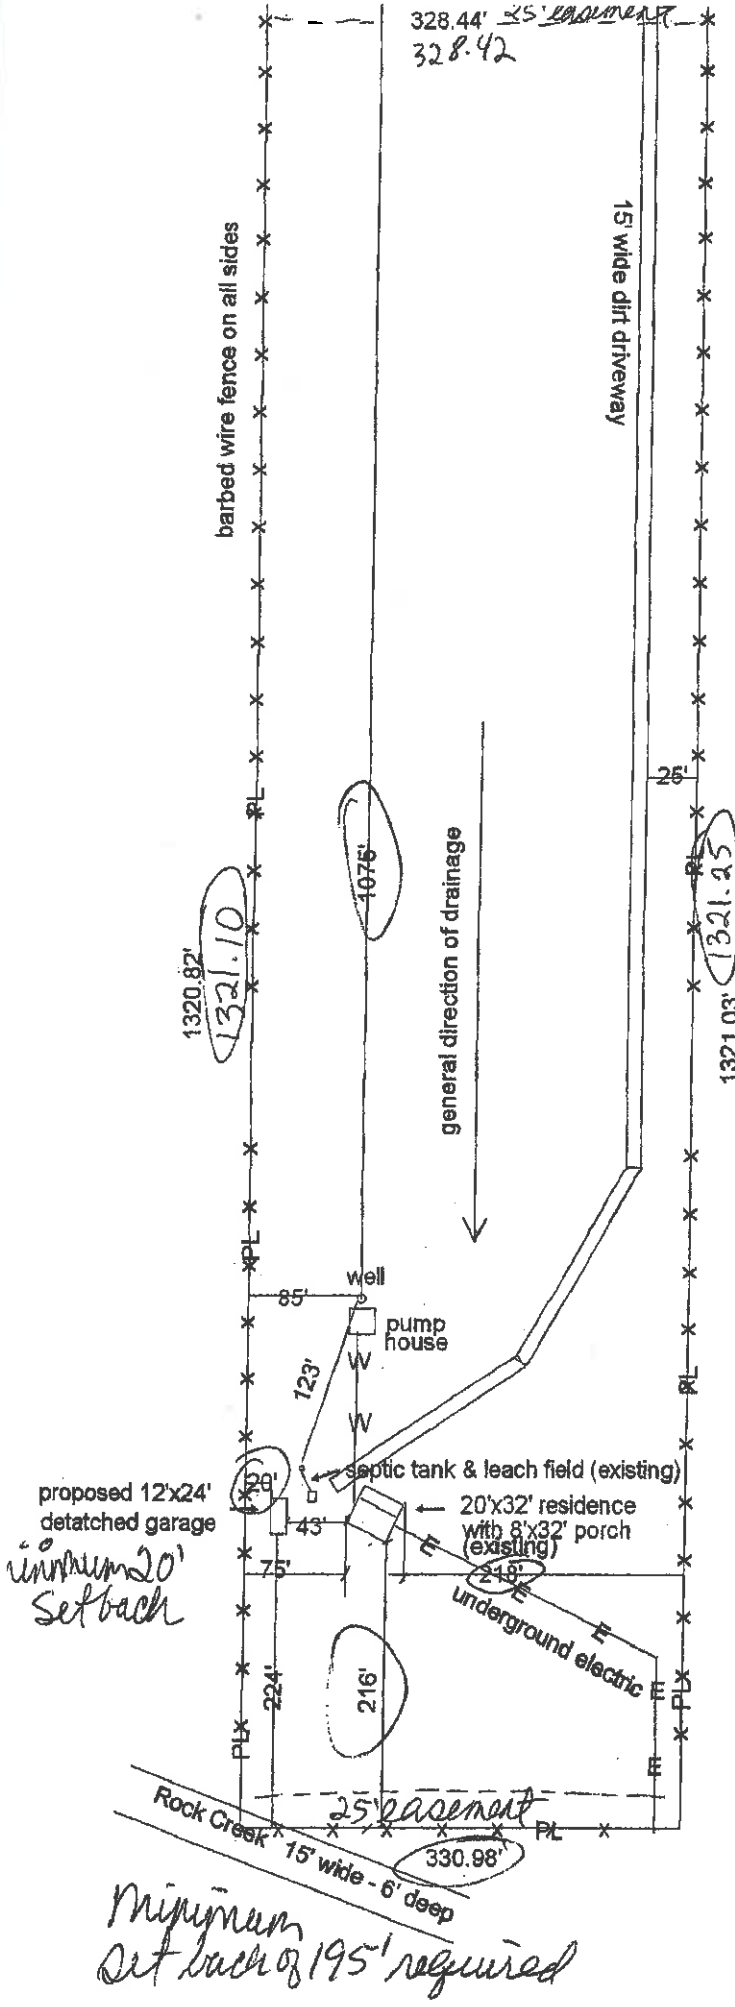 328.44' 25' easement
328.42
barbed wire fence on all sides
15' wide dirt driveway
25'
PL
PL
1075'
general direction of drainage
1320.82'
1321.10
1321.25
1321.03'
PL
well
85'
pump
house
123'
W
W
PL
20'
septic tank & leach field (existing)
proposed 12'x24'
detatched garage
minimum 20'
setback
43'
20'x32' residence
with 8'x32' porch
(existing)
75'
218'
E
E
E
E
E
underground electric
224'
216'
PL
PL
25' easement
PL
330.98'
Rock Creek 15' wide - 6' deep
Minimum
set back of 195' required